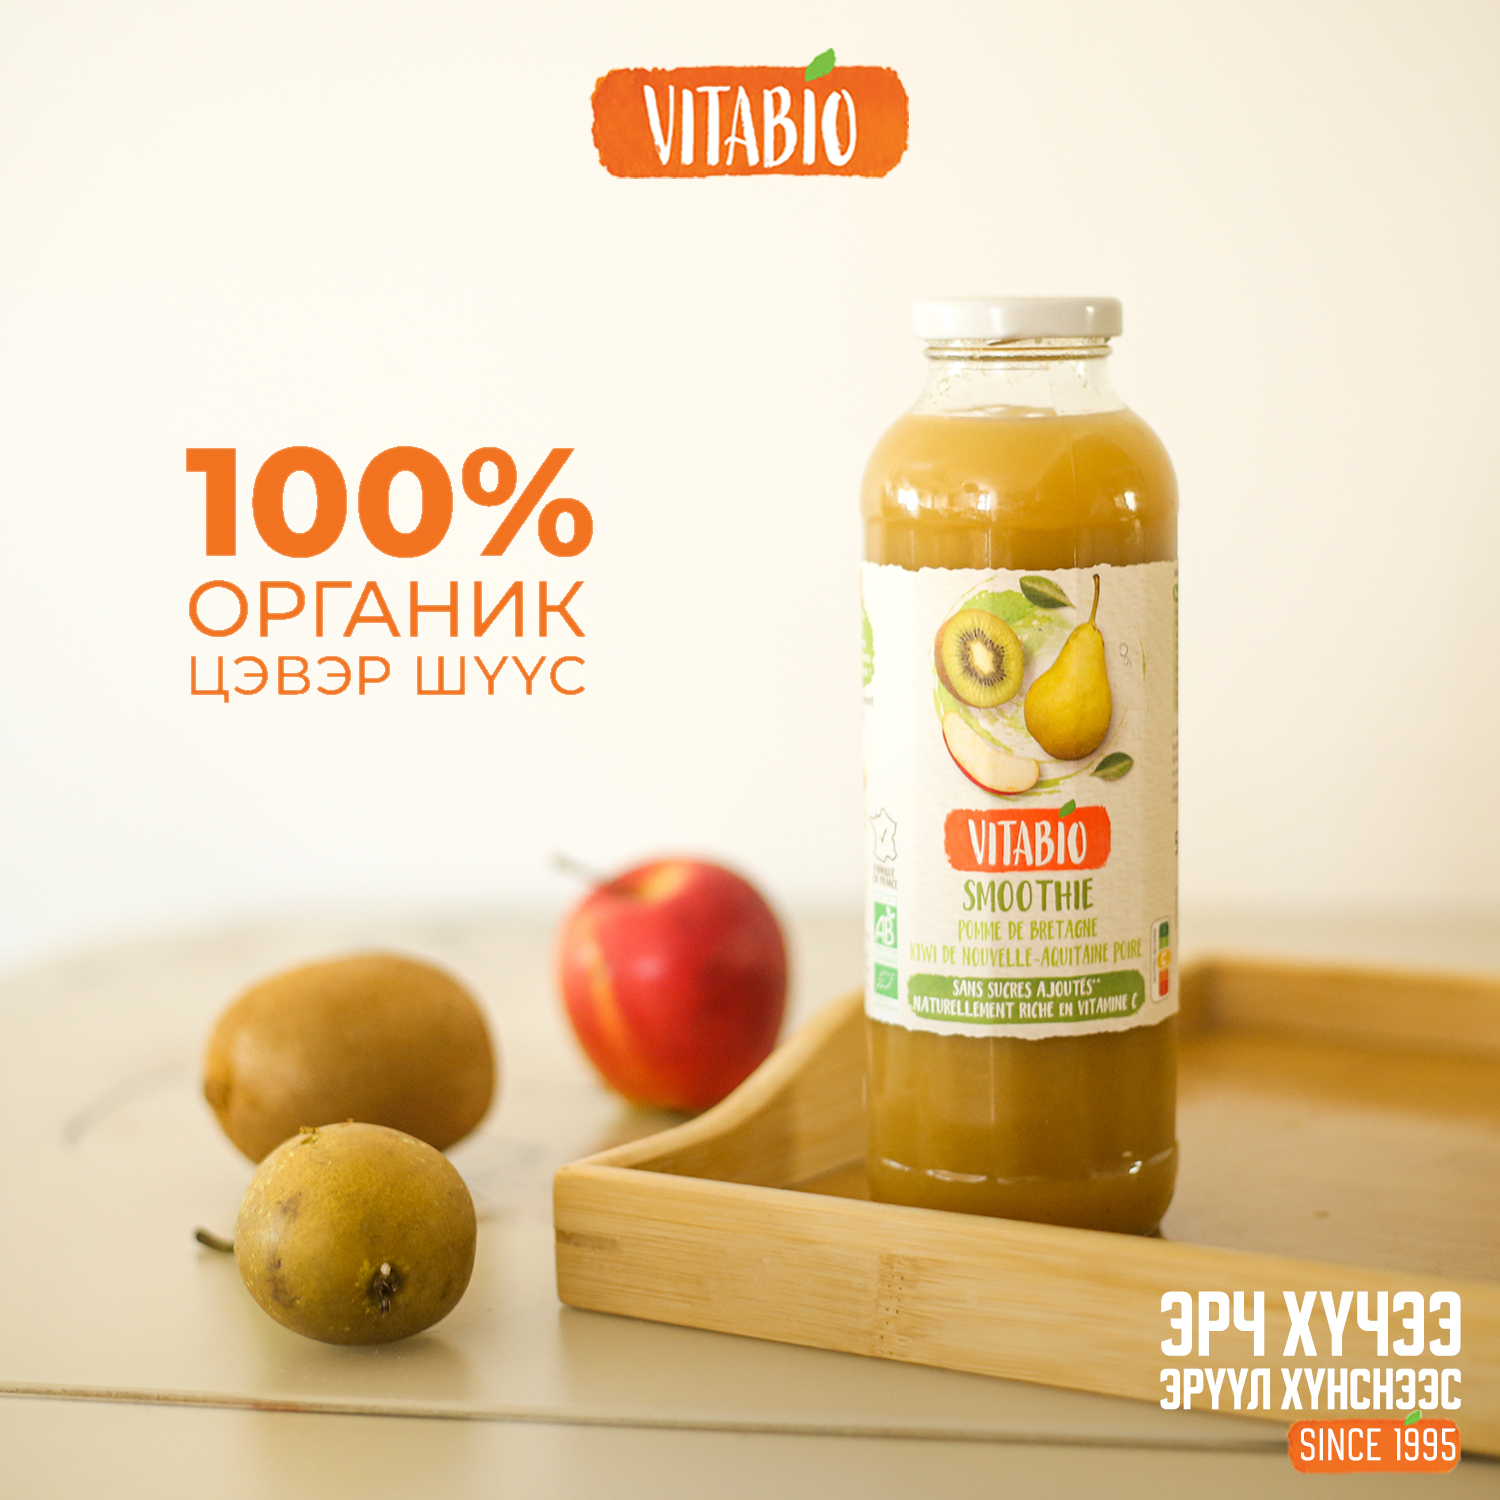 VITABIO
100%
ОРГАНИК
ЦЭВЭР ШҮҮС
VITABIO
SMOOTHIE
POMME DE BRETAGNE
KIWI DE NOUVELLE-AQUITAINE POIRE
SANS SUCRES AJOUTÉS**
NATURELLEMENT RICHE EN VITAMINE C
AB
ЭРЧ ХҮЧЭЭ
ЭРҮҮЛ ХҮНСНЭЭС
SINCE 1995